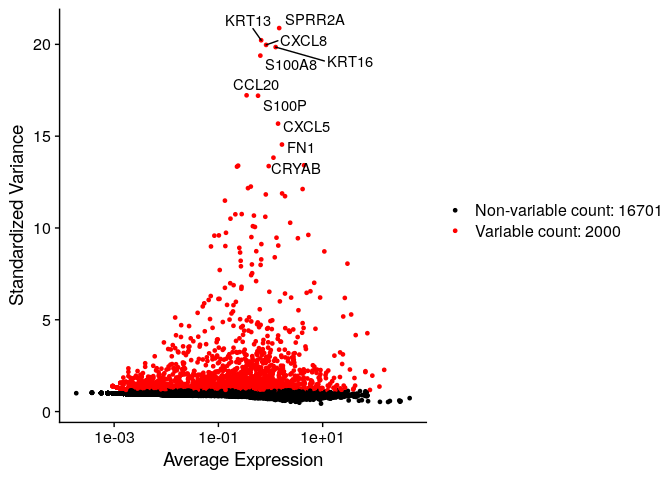 KRT13
SPRR2A
CXCL8
KRT16
S100A8
CCL20
S100P
CXCL5
FN1
CRYAB
20
15
10
5
0
Standardized Variance
1e-03
1e-01
1e+01
Average Expression
Non-variable count: 16701
Variable count: 2000